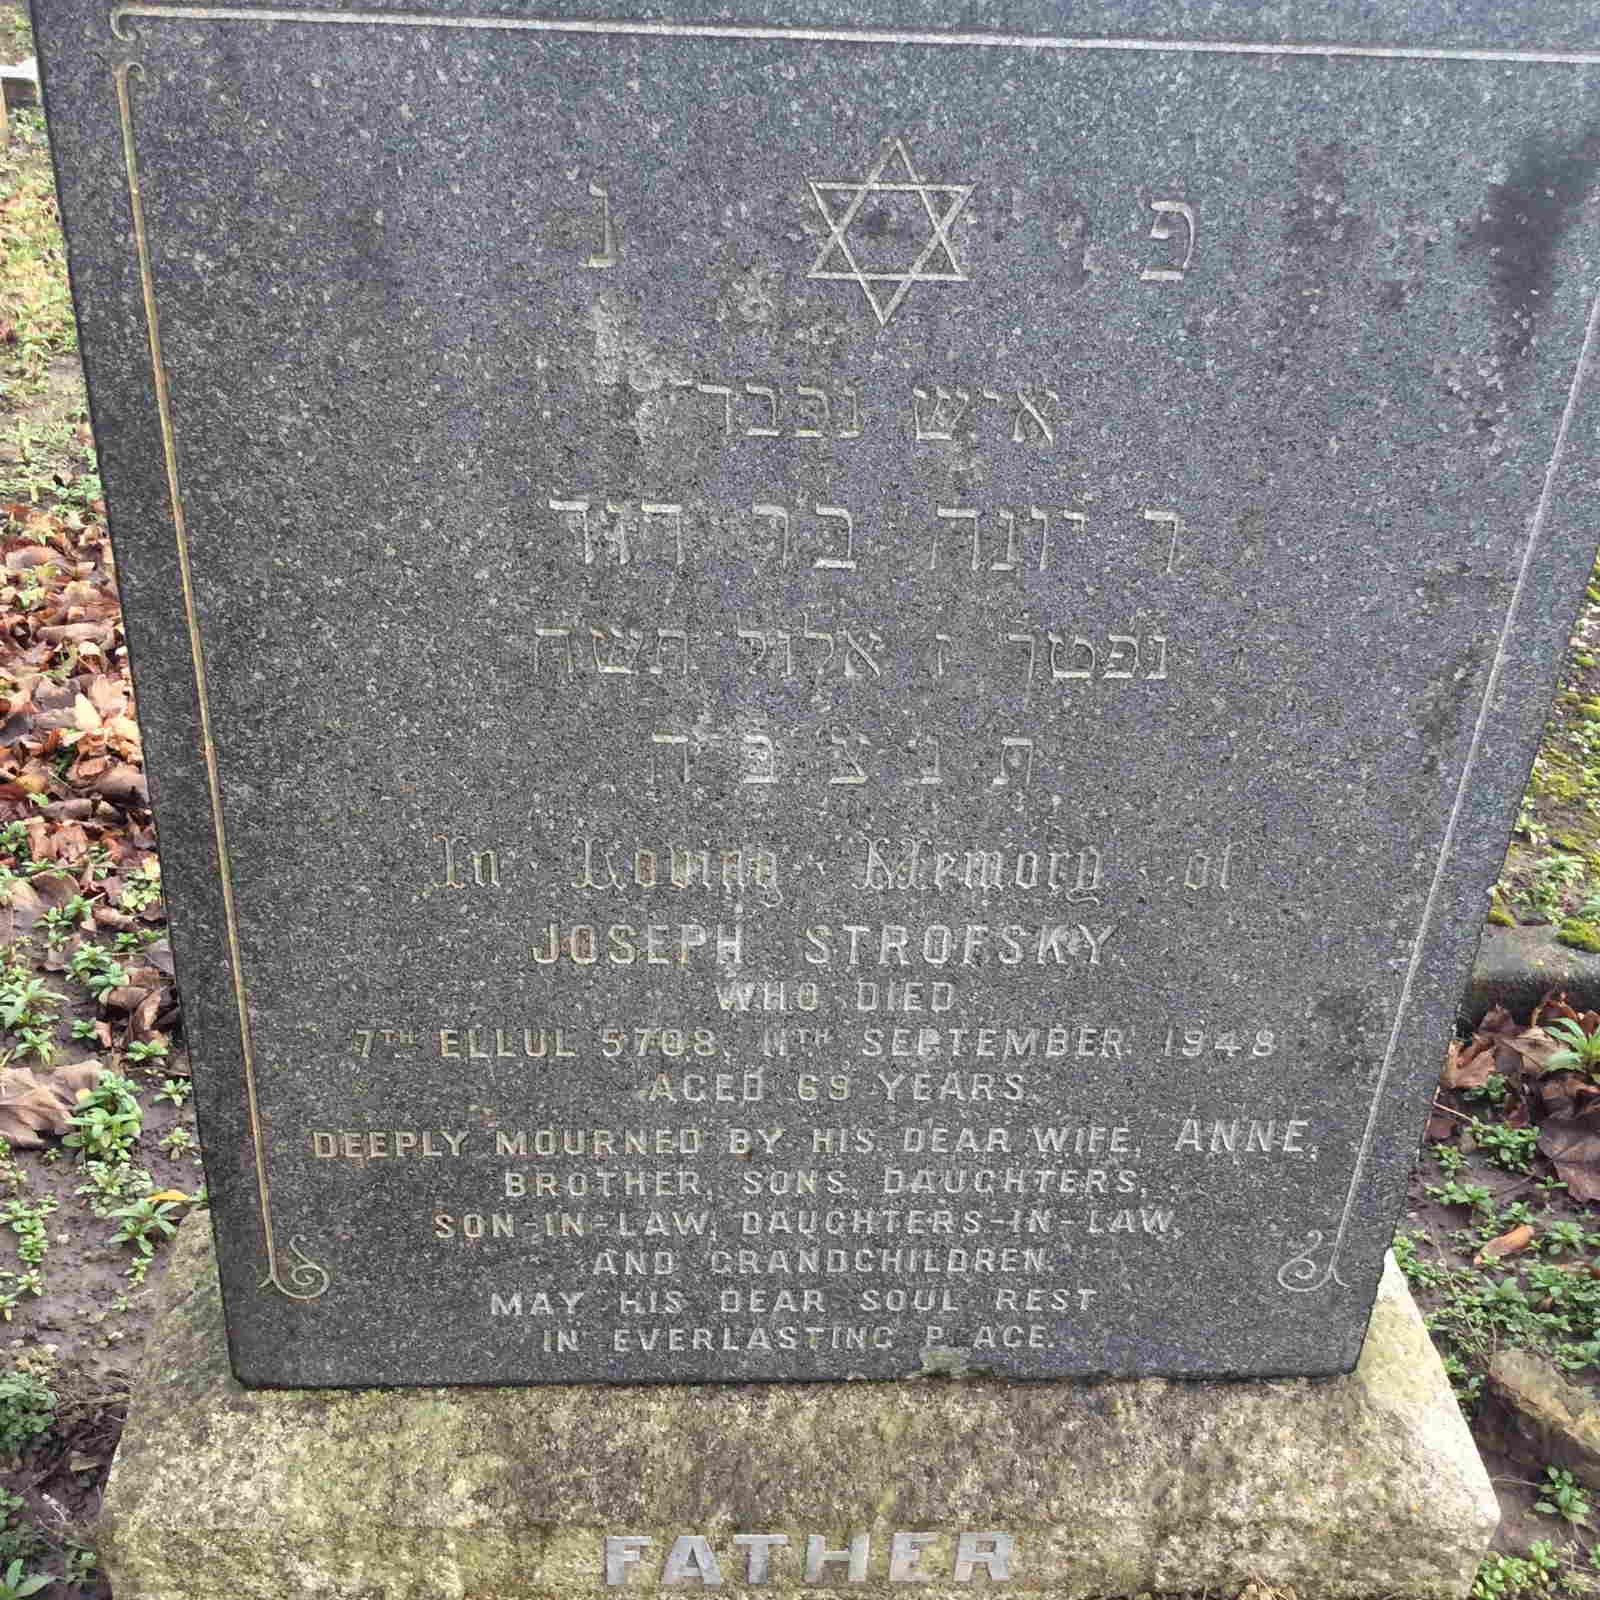 פ נ
איש נכבד
ר יונה בר דוד
נפטר ז אלול תשח
ת נ צ ב ה
In Loving Memory of
JOSEPH STROFSKY
WHO DIED
7TH ELLUL 5708, 11TH SEPTEMBER 1948
AGED 69 YEARS
DEEPLY MOURNED BY HIS DEAR WIFE, ANNE,
BROTHER, SONS, DAUGHTERS,
SON-IN-LAW, DAUGHTERS-IN-LAW,
AND GRANDCHILDREN.
MAY HIS DEAR SOUL REST
IN EVERLASTING PEACE.
FATHER